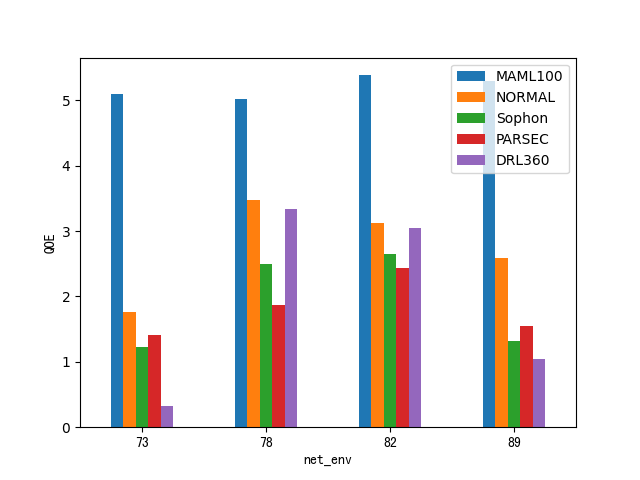 MAML100
NORMAL
Sophon
PARSEC
DRL360
QOE
5
4
3
2
1
0
73 78 82 89
net_env